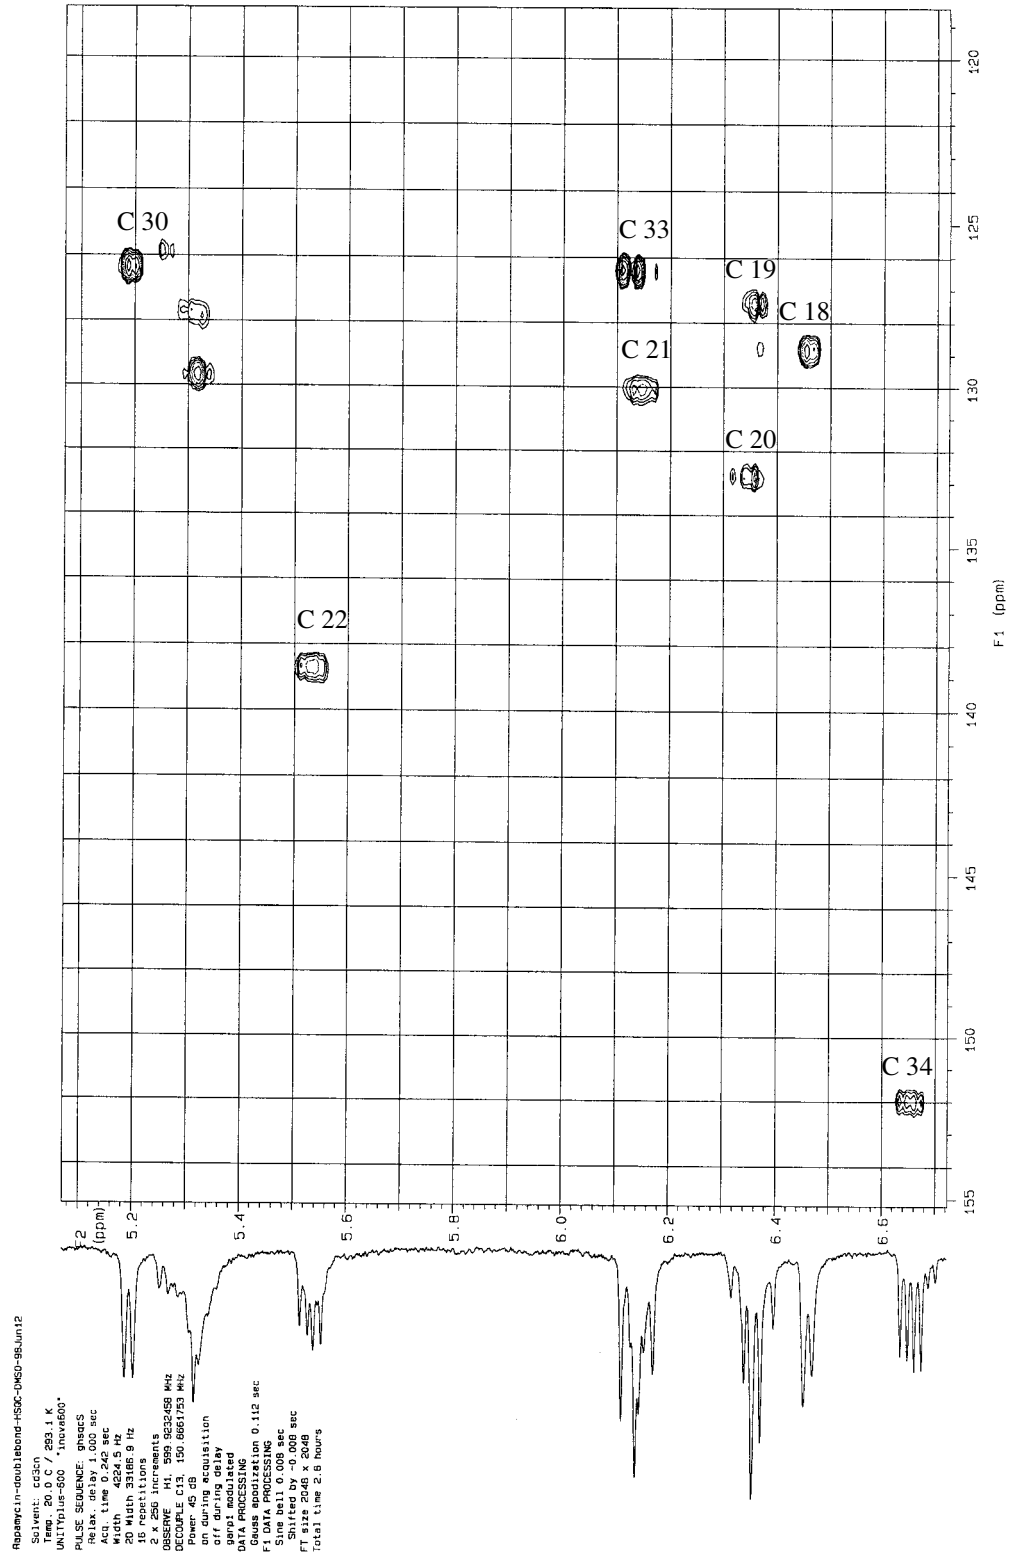 C 30
C 33
C 19
C 18
C 21
C 20
C 22
C 34
120
125
130
135
140
145
150
155
F1 (ppm)
F2
(ppm)
5.2
5.4
5.6
5.8
6.0
6.2
6.4
6.6
Rapamycin-doublebond-HSQC-DMSO-98Jun12
Solvent: cd3cn
Temp. 20.0 C / 293.1 K
UNITYplus-600 "inova600"
PULSE SEQUENCE: ghsqcS
Relax. delay 1.000 sec
Acq. time 0.242 sec
Width 4224.5 Hz
2D Width 33186.9 Hz
16 repetitions
2 x 256 increments
OBSERVE H1, 599.9232458 MHz
DECOUPLE C13, 150.8661753 MHz
Power 45 dB
on during acquisition
off during delay
garp1 modulated
DATA PROCESSING
Gauss apodization 0.112 sec
F1 DATA PROCESSING
Sine bell 0.008 sec
Shifted by -0.008 sec
FT size 2048 x 2048
Total time 2.6 hours